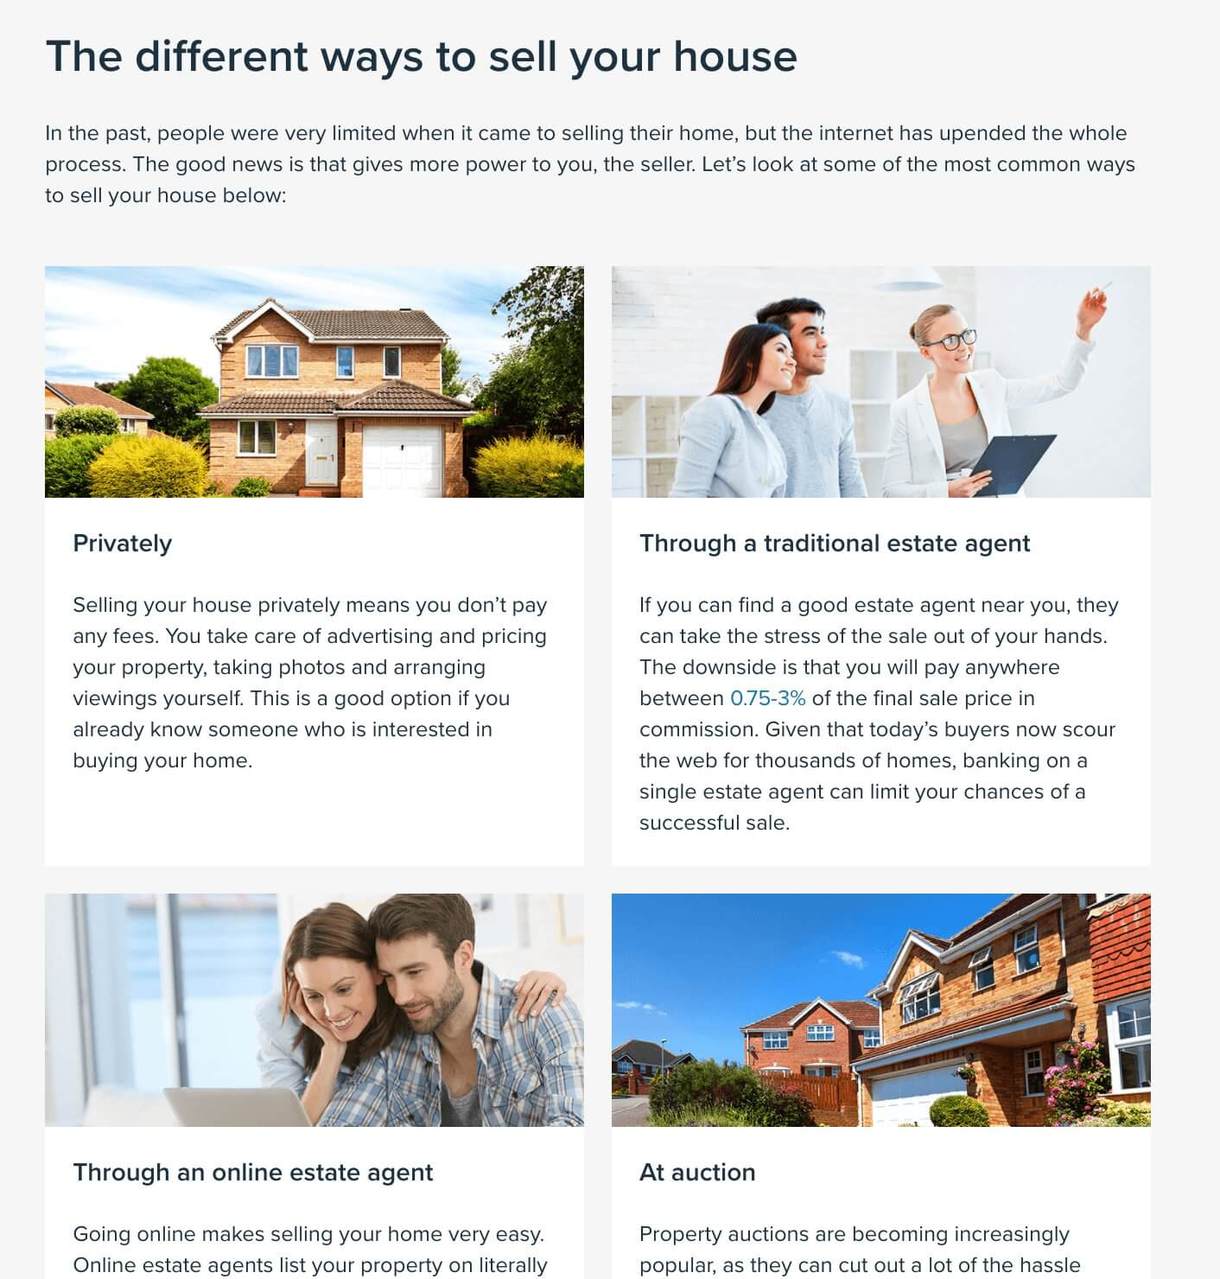 The different ways to sell your house
In the past, people were very limited when it came to selling their home, but the internet has upended the whole
process. The good news is that gives more power to you, the seller. Let’s look at some of the most common ways
to sell your house below:
Privately
Selling your house privately means you don’t pay
any fees. You take care of advertising and pricing
your property, taking photos and arranging
viewings yourself. This is a good option if you
already know someone who is interested in
buying your home.
Through a traditional estate agent
If you can find a good estate agent near you, they
can take the stress of the sale out of your hands.
The downside is that you will pay anywhere
between 0.75-3% of the final sale price in
commission. Given that today’s buyers now scour
the web for thousands of homes, banking on a
single estate agent can limit your chances of a
successful sale.
Through an online estate agent
Going online makes selling your home very easy.
Online estate agents list your property on literally
At auction
Property auctions are becoming increasingly
popular, as they can cut out a lot of the hassle